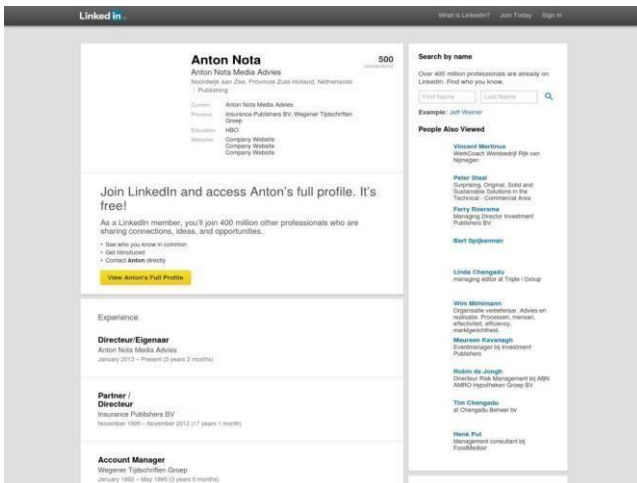 Linked in
What is LinkedIn? Join Today Sign In
Anton Nota
500
connections
Anton Nota Media Advies
Noordwijk aan Zee, Provincie Zuid-Holland, Netherlands
Publishing
Current Anton Nota Media Advies
Previous Insurance Publishers BV, Wegener Tijdschriften
Groep
Education HBO
Websites Company Website
Company Website
Company Website
Join LinkedIn and access Anton's full profile. It's
free!
As a LinkedIn member, you'll join 400 million other professionals who are
sharing connections, ideas, and opportunities.
• See who you know in common
• Get introduced
• Contact Anton directly
View Anton's Full Profile
Experience
Directeur/Eigenaar
Anton Nota Media Advies
January 2013 – Present (3 years 2 months)
Partner /
Directeur
Insurance Publishers BV
November 1995 – November 2012 (17 years 1 month)
Account Manager
Wegener Tijdschriften Groep
January 1992 – May 1995 (3 years 5 months)
Search by name
Over 400 million professionals are already on
LinkedIn. Find who you know.
First Name Last Name
Example: Jeff Weiner
People Also Viewed
Vincent Martinus
WerkCoach Werkbedrijf Rijk van
Nijmegen
Peter Staal
Surprising, Original, Solid and
Sustainable Solutions in the
Technical - Commercial Area
Ferry Roersma
Managing Director Investment
Publishers BV
Bart Spijkerman
Linda Chengadu
managing editor at Triple I Group
Wim Möhlmann
Organisatie verbeteraar. Advies en
realisatie. Processen, mensen,
effectiviteit, efficiency,
marktgerichtheid.
Maureen Kavanagh
Eventmanager bij Investment
Publishers
Robin de Jongh
Directeur Risk Management bij ABN
AMRO Hypotheken Groep BV
Tim Chengadu
at Chengadu Beheer bv
Henk Put
Management consultant bij
FoodMediair